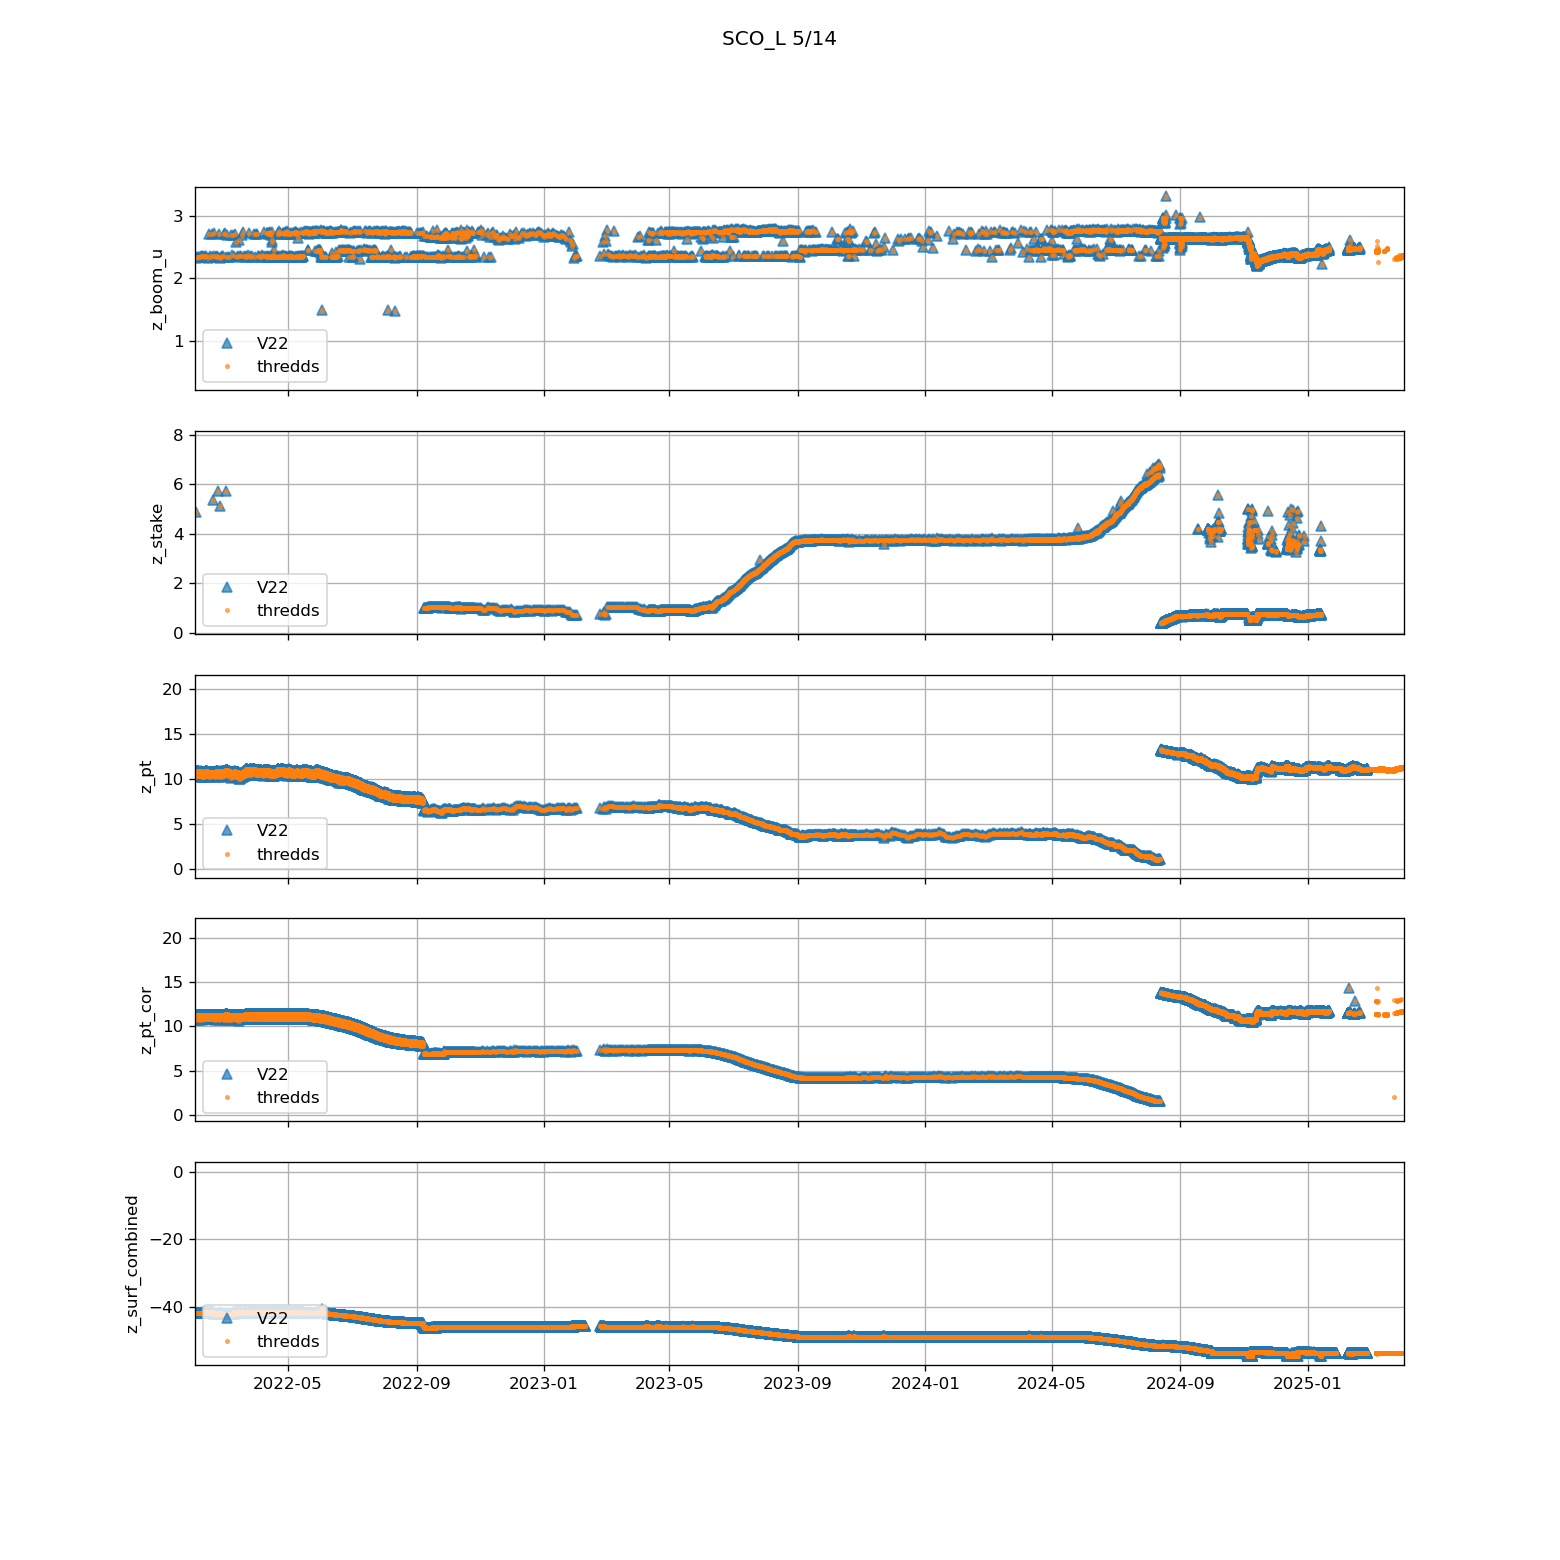 SCO_L 5/14
3
2
1
z_boom_u
V22
thredds
8
6
4
2
0
z_stake
V22
thredds
20
15
10
5
0
z_pt
V22
thredds
20
15
10
5
0
z_pt_cor
V22
thredds
0
−20
−40
z_surf_combined
V22
thredds
2022-05 2022-09 2023-01 2023-05 2023-09 2024-01 2024-05 2024-09 2025-01